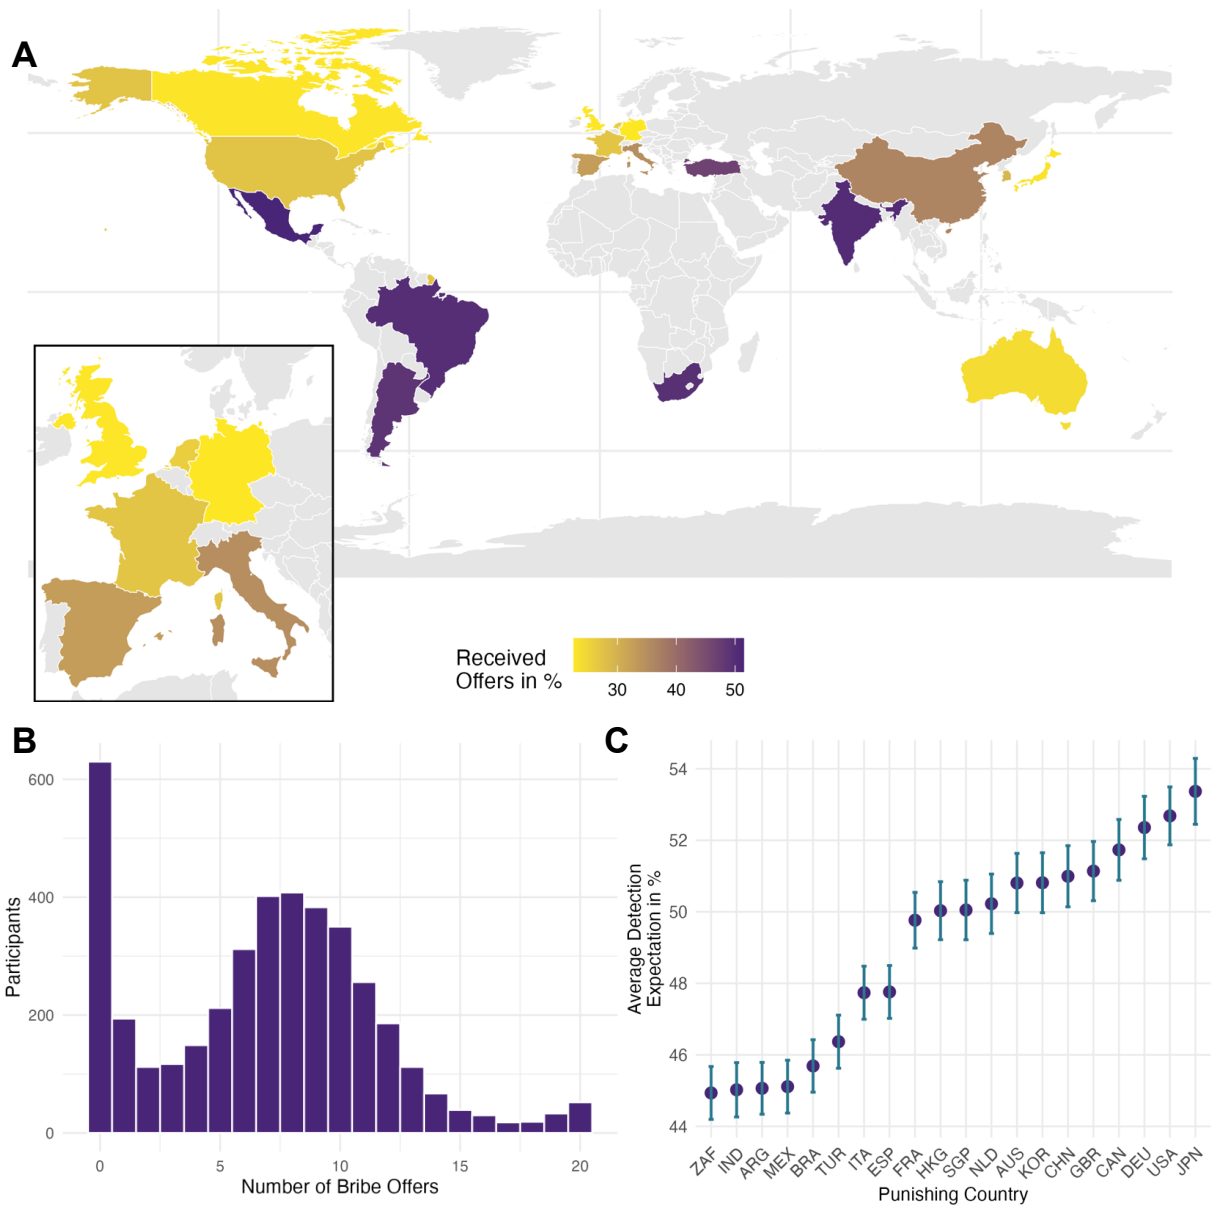 A
Received
Offers in %
30 40 50
B
Participants
600
400
200
0
0 5 10 15 20
Number of Bribe Offers
C
Average Detection
Expectation in %
54
52
50
48
46
44
ZAF IND ARG MEX BRA TUR ITA ESP FRA HKG SGP NLD AUS KOR CHN GBR CAN DEU USA JPN
Punishing Country